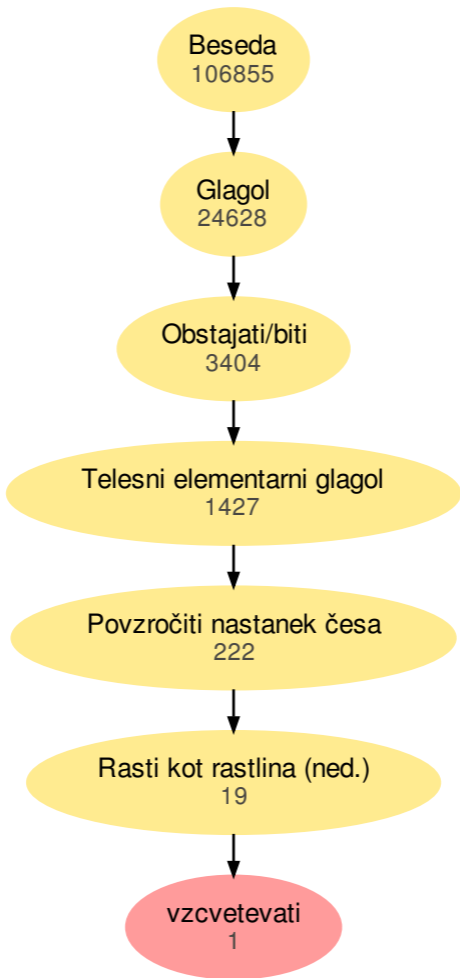 Beseda
106855
Glagol
24628
Obstajati/biti
3404
Telesni elementarni glagol
1427
Povzročiti nastanek česa
222
Rasti kot rastlina (ned.)
19
vzcvetevati
1